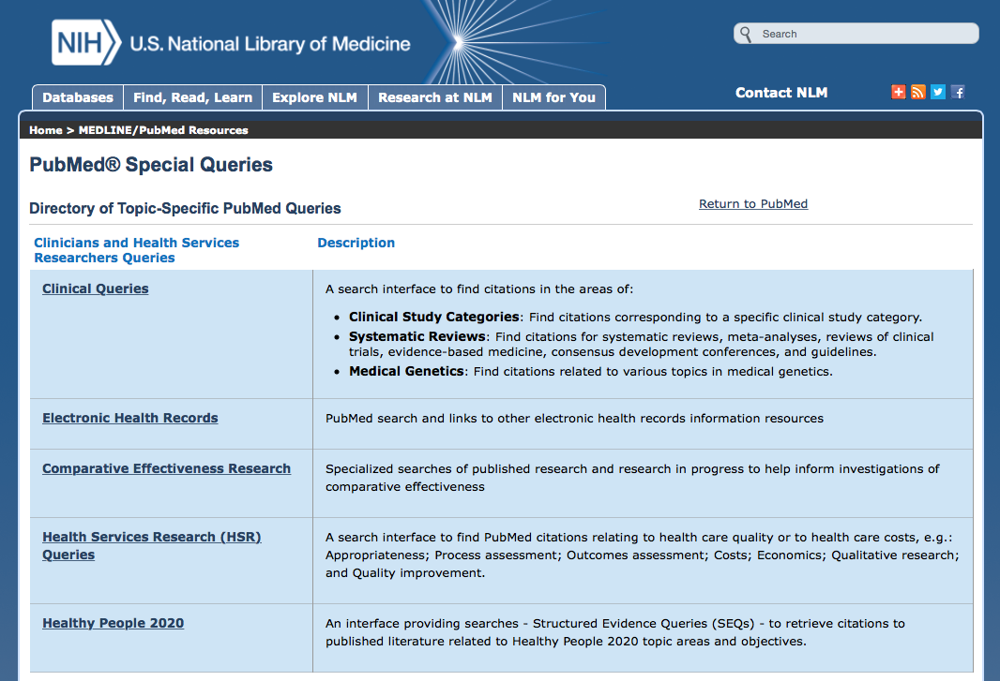 NIH U.S. National Library of Medicine
Search
Databases Find, Read, Learn Explore NLM Research at NLM NLM for You
Contact NLM
Home > MEDLINE/PubMed Resources
PubMed® Special Queries
Directory of Topic-Specific PubMed Queries
Return to PubMed
Clinicians and Health Services
Researchers Queries
Description
Clinical Queries
A search interface to find citations in the areas of:
• Clinical Study Categories: Find citations corresponding to a specific clinical study category.
• Systematic Reviews: Find citations for systematic reviews, meta-analyses, reviews of clinical
trials, evidence-based medicine, consensus development conferences, and guidelines.
• Medical Genetics: Find citations related to various topics in medical genetics.
Electronic Health Records
PubMed search and links to other electronic health records information resources
Comparative Effectiveness Research
Specialized searches of published research and research in progress to help inform investigations of
comparative effectiveness
Health Services Research (HSR)
Queries
A search interface to find PubMed citations relating to health care quality or to health care costs, e.g.:
Appropriateness; Process assessment; Outcomes assessment; Costs; Economics; Qualitative research;
and Quality improvement.
Healthy People 2020
An interface providing searches - Structured Evidence Queries (SEQs) - to retrieve citations to
published literature related to Healthy People 2020 topic areas and objectives.